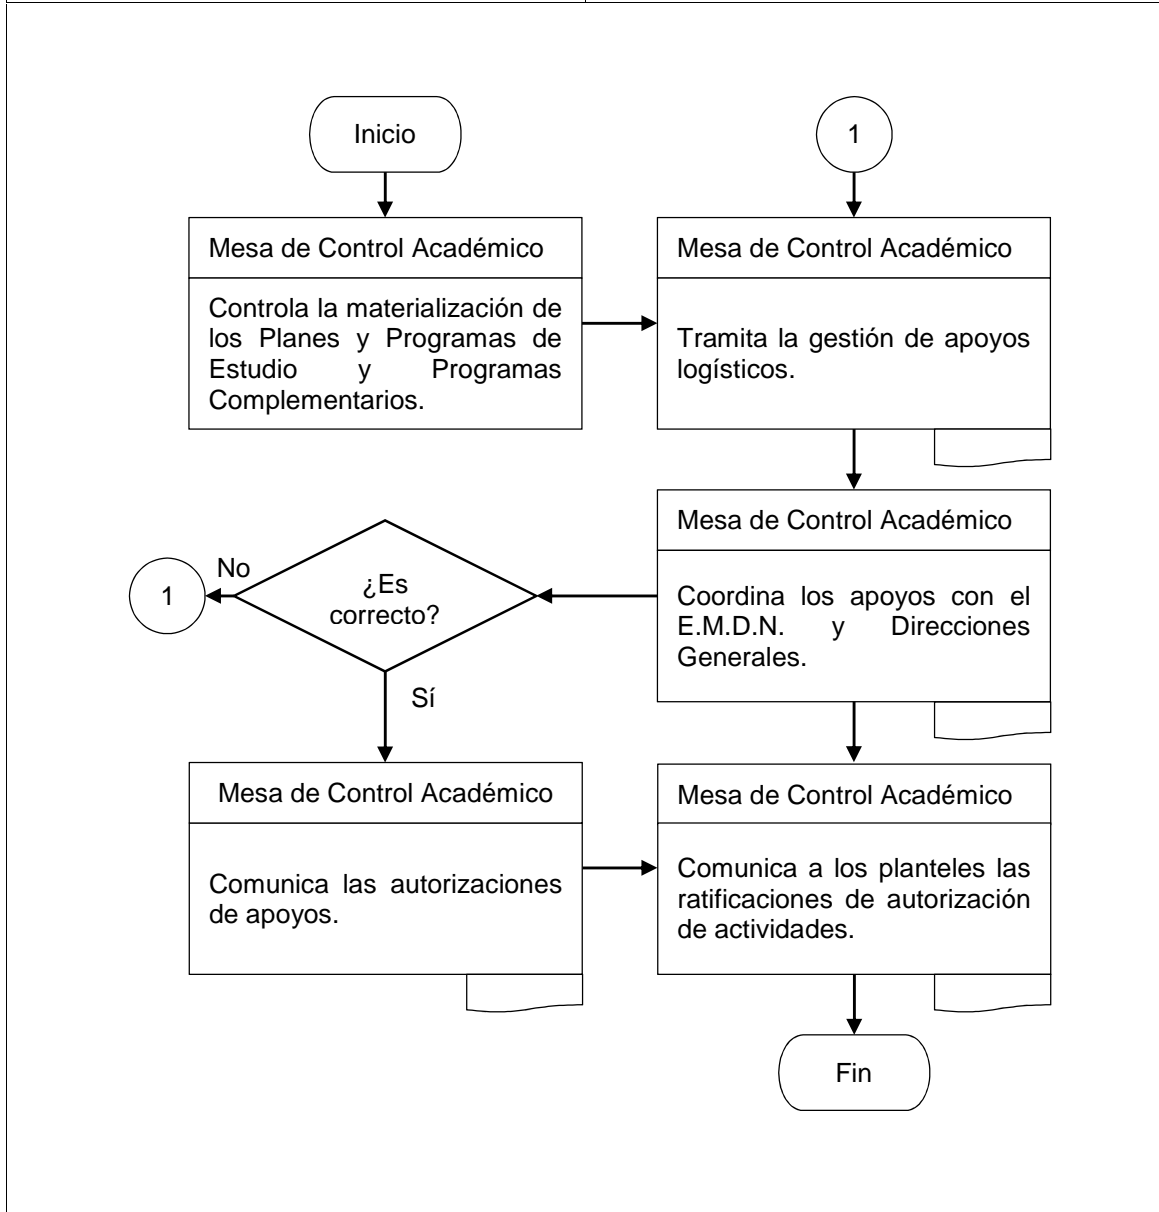 Inicio
1
Mesa de Control Académico
Controla la materialización de
los Planes y Programas de
Estudio y Programas
Complementarios.
Mesa de Control Académico
Tramita la gestión de apoyos
logísticos.
Mesa de Control Académico
Coordina los apoyos con el
E.M.D.N. y Direcciones
Generales.
¿Es
correcto?
No
1
Sí
Mesa de Control Académico
Comunica las autorizaciones
de apoyos.
Mesa de Control Académico
Comunica a los planteles las
ratificaciones de autorización
de actividades.
Fin